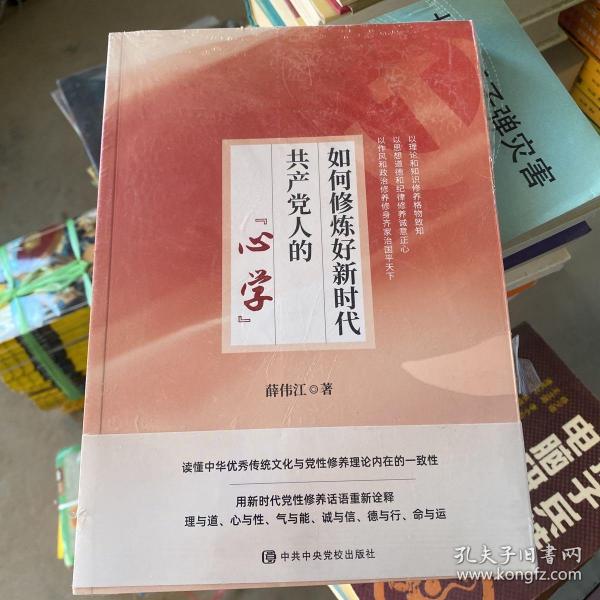 如何修炼好新时代
共产党人的
『心学』
以理论和知识修养格物致知
以思想道德和纪律修养诚意正心
以作风和政治修养修身齐家治国平天下
薛伟江◎著
读懂中华优秀传统文化与党性修养理论内在的一致性
用新时代党性修养话语重新诠释
理与道、心与性、气与能、诚与信、德与行、命与运
中共中央党校出版社
弹灾害
子兵
电脑
孔夫子旧书网
www.kongfz.com